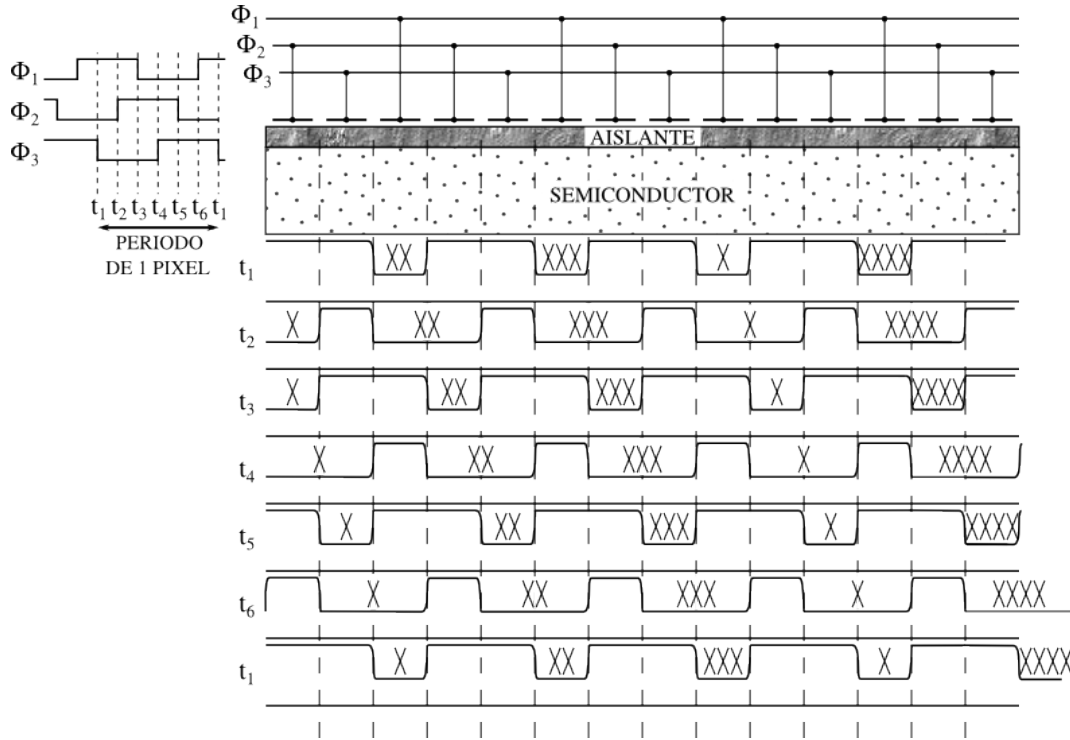 Φ₁
Φ₂
Φ₃
t₁ t₂ t₃ t₄ t₅ t₆ t₁
PERIODO
DE 1 PIXEL
Φ₁
Φ₂
Φ₃
AISLANTE
SEMICONDUCTOR
t₁ XX XXX X XXXX
t₂ X XX XXX X XXXX
t₃ X XX XXX X XXXX
t₄ X XX XXX X XXXX
t₅ X XX XXX X XXXX
t₆ X XX XXX X XXXX
t₁ X XX XXX X XXXX